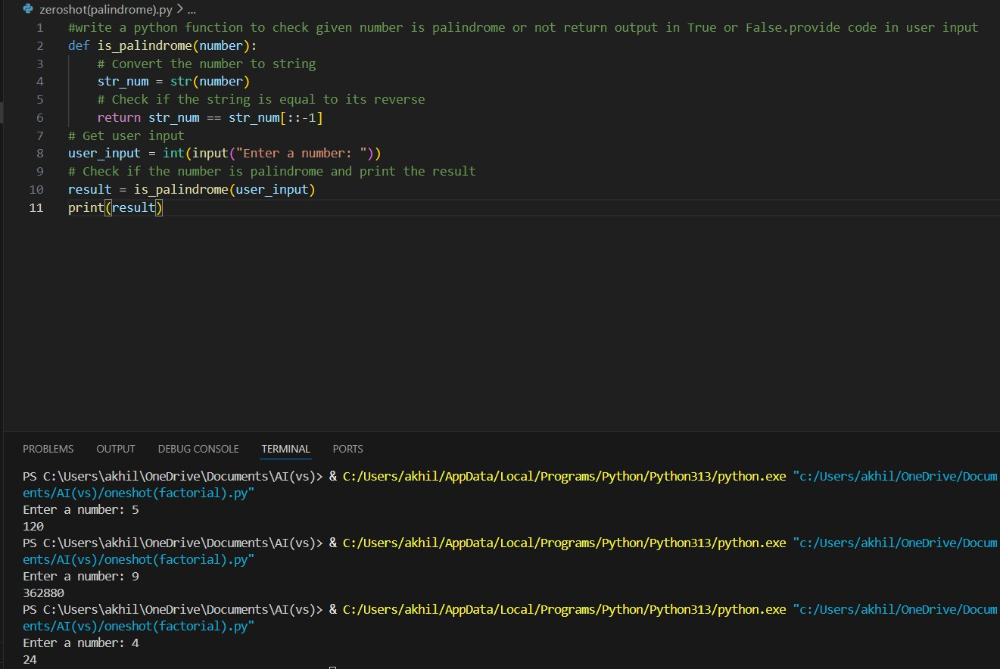 zeroshot(palindrome).py > ...
1 #write a python function to check given number is palindrome or not return output in True or False.provide code in user input
2 def is_palindrome(number):
3     # Convert the number to string
4     str_num = str(number)
5     # Check if the string is equal to its reverse
6     return str_num == str_num[::-1]
7 # Get user input
8 user_input = int(input("Enter a number: "))
9 # Check if the number is palindrome and print the result
10 result = is_palindrome(user_input)
11 print(result)
PROBLEMS OUTPUT DEBUG CONSOLE TERMINAL PORTS
PS C:\Users\akhil\OneDrive\Documents\AI(vs)> & C:/Users/akhil/AppData/Local/Programs/Python/Python313/python.exe "c:/Users/akhil/OneDrive/Docum
ents/AI(vs)/oneshot(factorial).py"
Enter a number: 5
120
PS C:\Users\akhil\OneDrive\Documents\AI(vs)> & C:/Users/akhil/AppData/Local/Programs/Python/Python313/python.exe "c:/Users/akhil/OneDrive/Docum
ents/AI(vs)/oneshot(factorial).py"
Enter a number: 9
362880
PS C:\Users\akhil\OneDrive\Documents\AI(vs)> & C:/Users/akhil/AppData/Local/Programs/Python/Python313/python.exe "c:/Users/akhil/OneDrive/Docum
ents/AI(vs)/oneshot(factorial).py"
Enter a number: 4
24